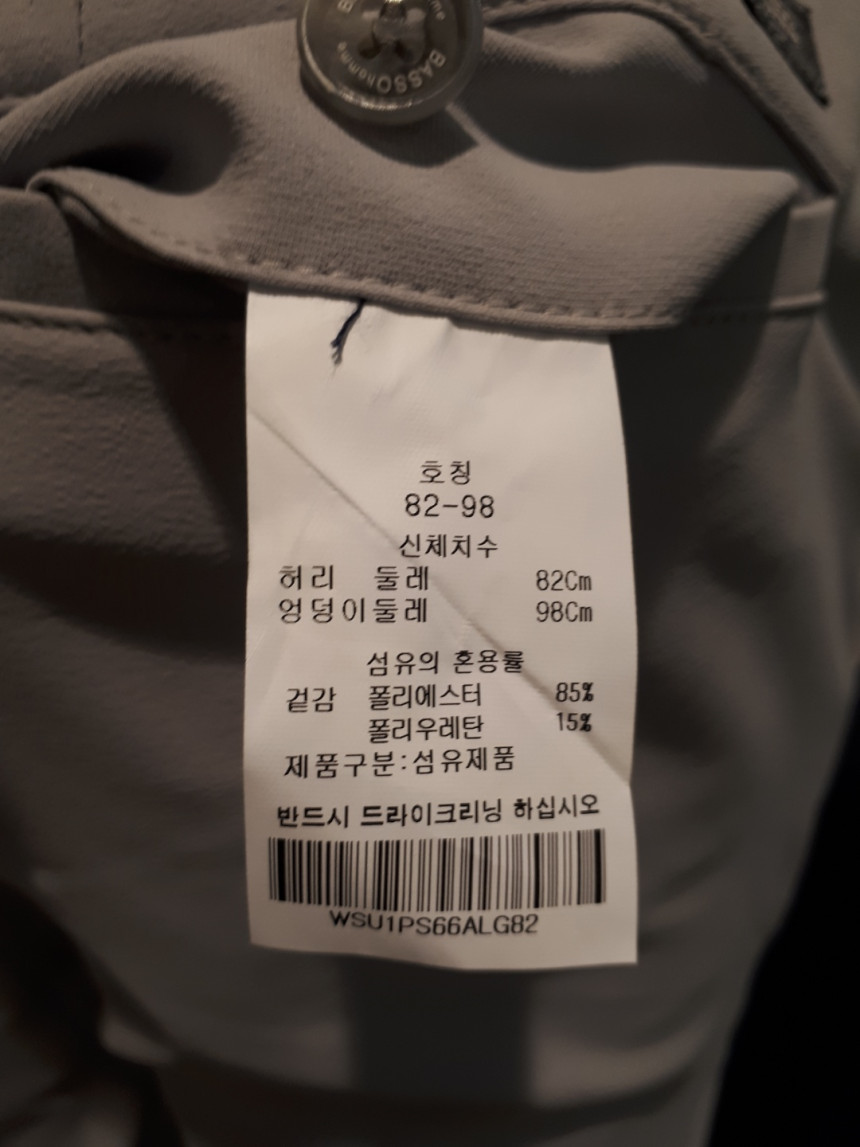 BASSOhomme
호칭
82-98
신체치수
허리 둘레 82Cm
엉덩이둘레 98Cm
섬유의 혼용률
겉감 폴리에스터 85%
폴리우레탄 15%
제품구분:섬유제품
반드시 드라이크리닝 하십시오
WSU1PS66ALG82